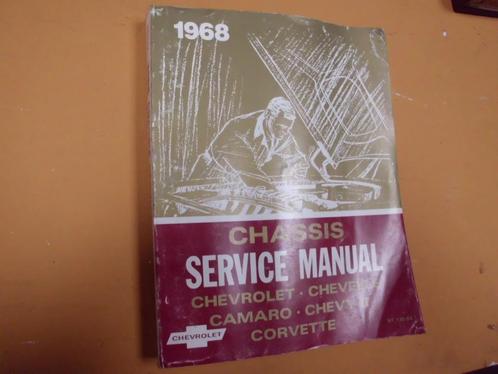 1968
CHASSIS
SERVICE MANUAL
CHEVROLET · CHEVELLE
CAMARO · CHEVY II
CORVETTE
CHEVROLET